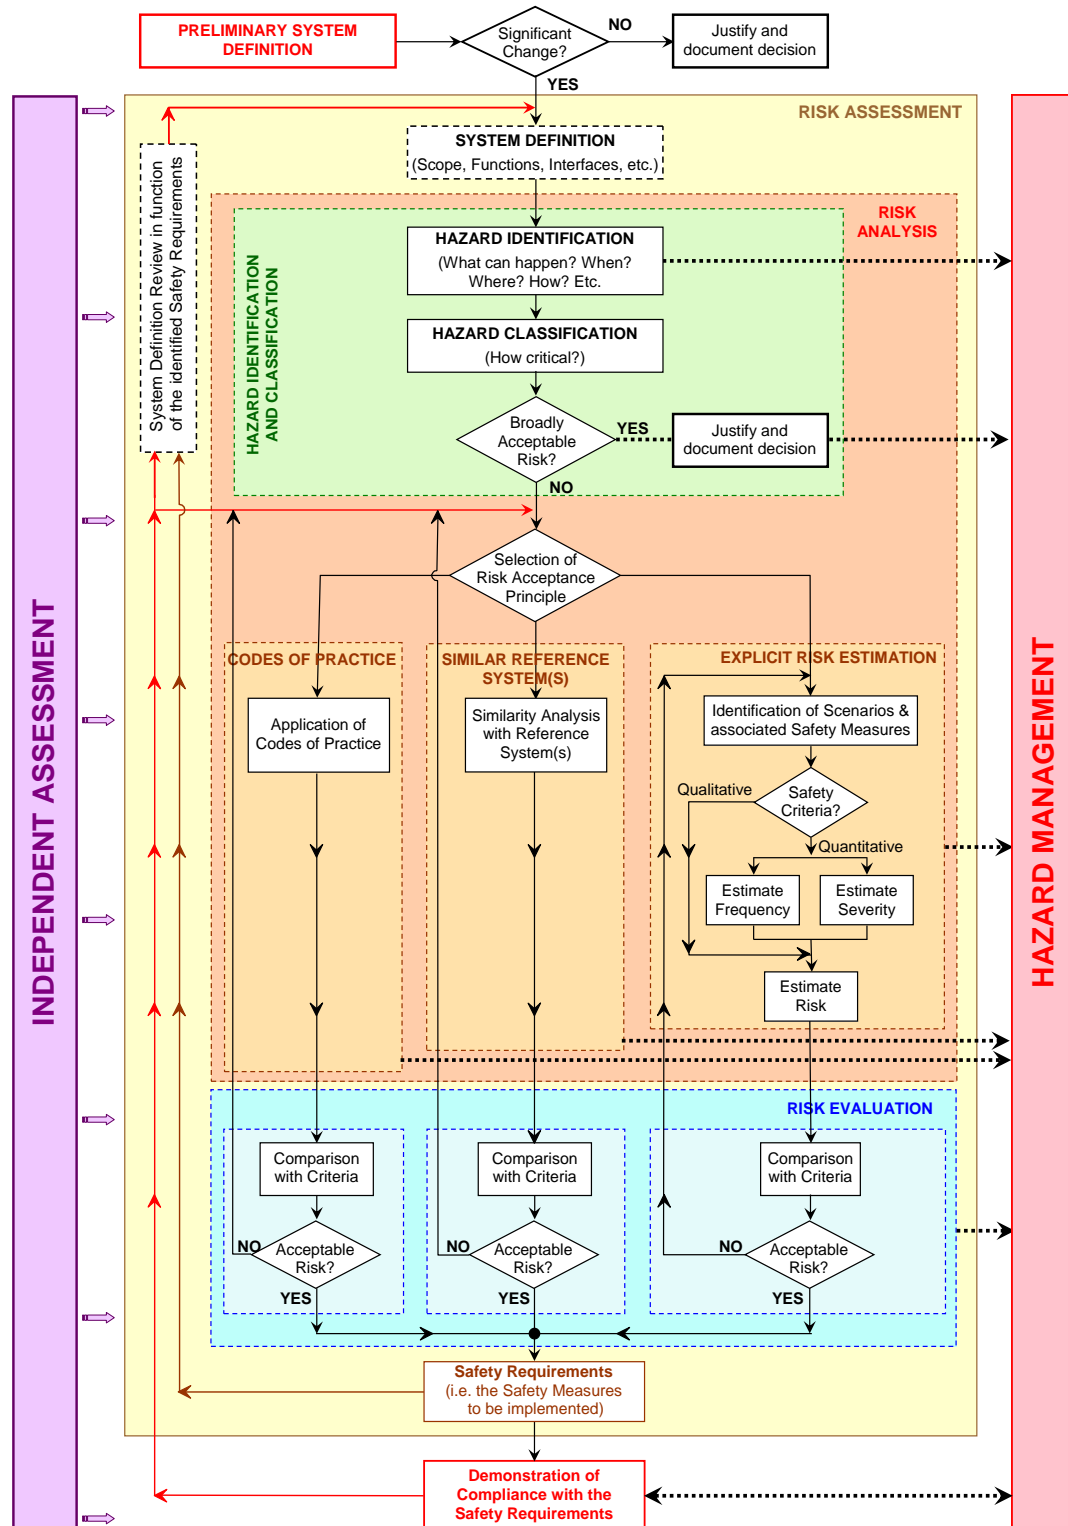 PRELIMINARY SYSTEM
DEFINITION
Significant
Change?
NO
Justify and
document decision
YES
RISK ASSESSMENT
SYSTEM DEFINITION
(Scope, Functions, Interfaces, etc.)
System Definition Review in function
of the identified Safety Requirements
RISK
ANALYSIS
HAZARD IDENTIFICATION
AND CLASSIFICATION
HAZARD IDENTIFICATION
(What can happen? When?
Where? How? Etc.
HAZARD CLASSIFICATION
(How critical?)
Broadly
Acceptable
Risk?
YES
Justify and
document decision
NO
Selection of
Risk Acceptance
Principle
CODES OF PRACTICE
SIMILAR REFERENCE
SYSTEM(S)
EXPLICIT RISK ESTIMATION
Application of
Codes of Practice
Similarity Analysis
with Reference
System(s)
Identification of Scenarios &
associated Safety Measures
Qualitative
Safety
Criteria?
Quantitative
Estimate
Frequency
Estimate
Severity
Estimate
Risk
INDEPENDENT ASSESSMENT
HAZARD MANAGEMENT
RISK EVALUATION
Comparison
with Criteria
Comparison
with Criteria
Comparison
with Criteria
NO
Acceptable
Risk?
NO
Acceptable
Risk?
NO
Acceptable
Risk?
YES
YES
YES
Safety Requirements
(i.e. the Safety Measures
to be implemented)
Demonstration of
Compliance with the
Safety Requirements